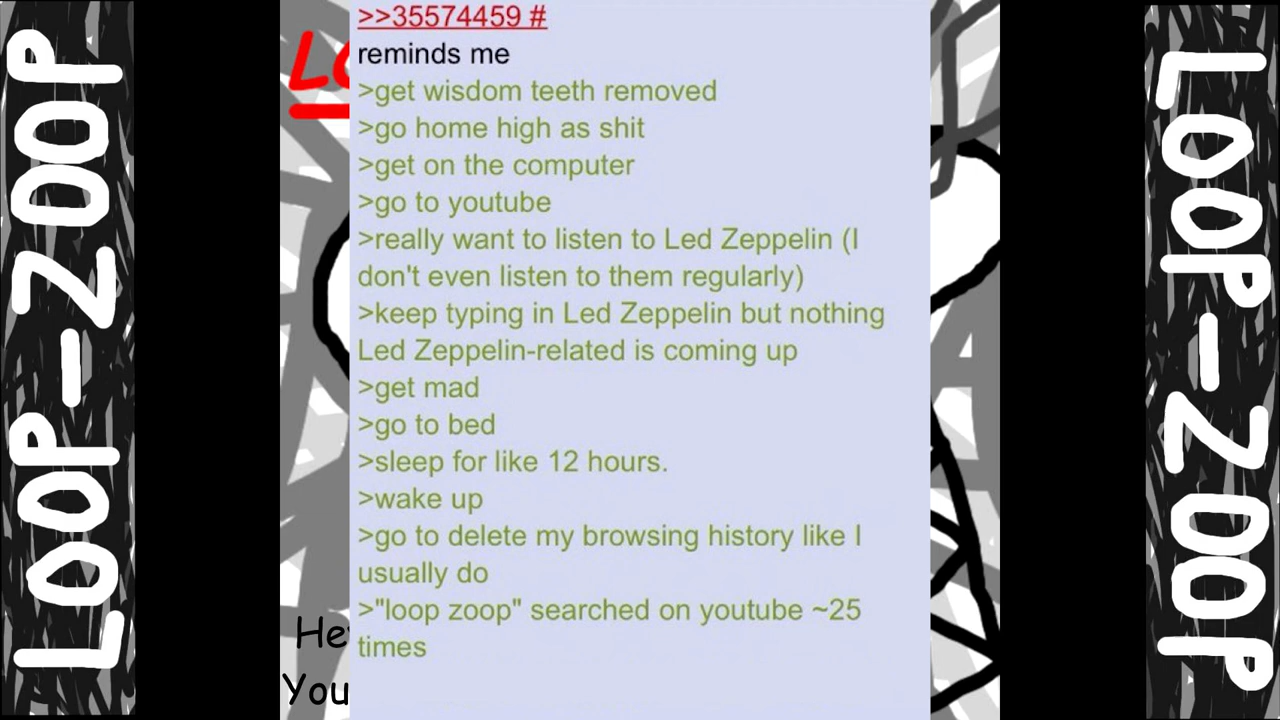 LOOP-ZOOP
>>35574459 #
reminds me
>get wisdom teeth removed
>go home high as shit
>get on the computer
>go to youtube
>really want to listen to Led Zeppelin (I
don't even listen to them regularly)
>keep typing in Led Zeppelin but nothing
Led Zeppelin-related is coming up
>get mad
>go to bed
>sleep for like 12 hours.
>wake up
>go to delete my browsing history like I
usually do
>"loop zoop" searched on youtube ~25
times
You
LOOP-ZOOP